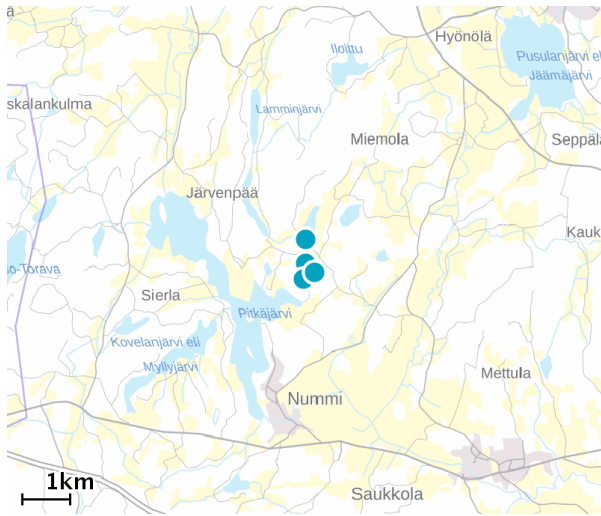 ä
Hyönölä
Iloittu
Pusulanjärvi eli
Jäämäjärvi
skalankulma
Lamminjärvi
Miemola
Seppälä
Järvenpää
Kauk
so-Torava
Sierla
Pitkäjärvi
Kovelanjärvi eli
Myllyjärvi
Mettula
Nummi
1km
Saukkola